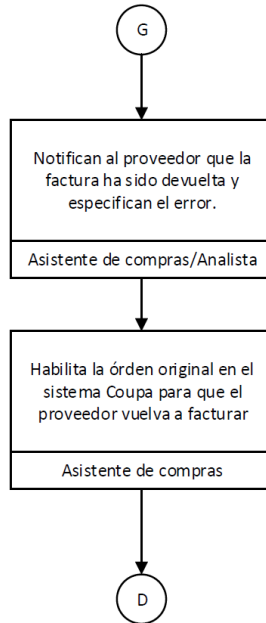 G
Notifican al proveedor que la
factura ha sido devuelta y
especifican el error.
Asistente de compras/Analista
Habilita la órden original en el
sistema Coupa para que el
proveedor vuelva a facturar
Asistente de compras
D